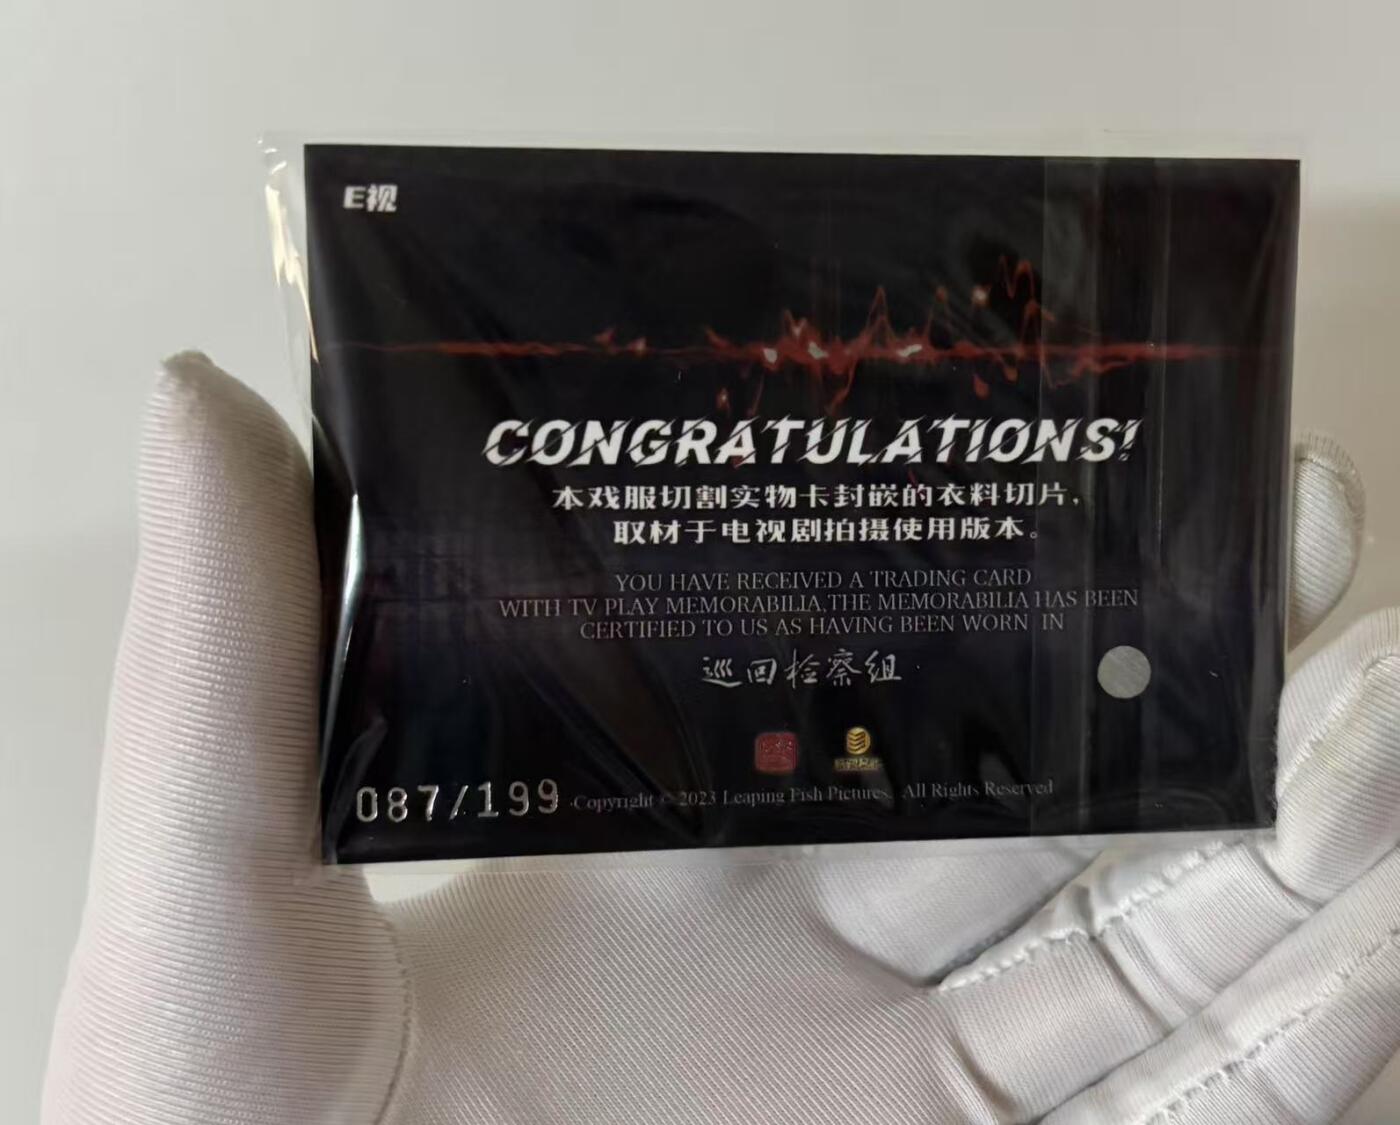 E视
CONGRATULATIONS!
本戏服切割实物卡封嵌的衣料切片，
取材于电视剧拍摄使用版本。
YOU HAVE RECEIVED A TRADING CARD
WITH TV PLAY MEMORABILIA,THE MEMORABILIA HAS BEEN
CERTIFIED TO US AS HAVING BEEN WORN IN
巡回检察组
087/199
Copyright © 2023 Leaping Fish Pictures. All Rights Reserved